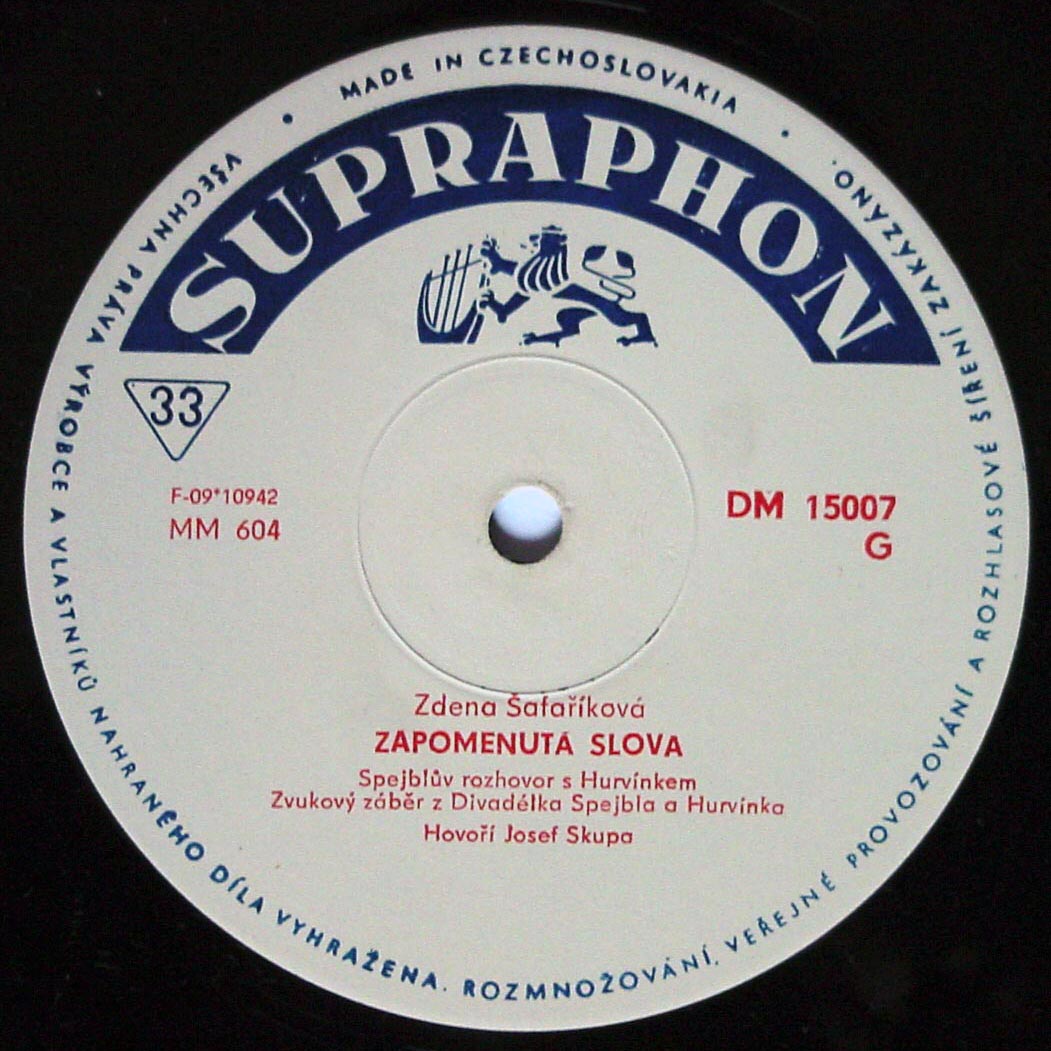 MADE IN CZECHOSLOVAKIA
SUPRAPHON
33
F-09*10942
MM 604
DM 15007
G
Zdena Šafaříková
ZAPOMENUTÁ SLOVA
Spejblův rozhovor s Hurvínkem
Zvukový záběr z Divadélka Spejbla a Hurvínka
Hovoří Josef Skupa
VŠECHNA PRÁVA VÝROBCE A VLASTNÍKŮ NAHRANÉHO DÍLA VYHRAŽENA. ROZMNOŽOVÁNÍ, VEŘEJNÉ PROVOZOVÁNÍ A ROZHLASOVÉ ŠÍŘENÍ ZAKÁZÁNO.